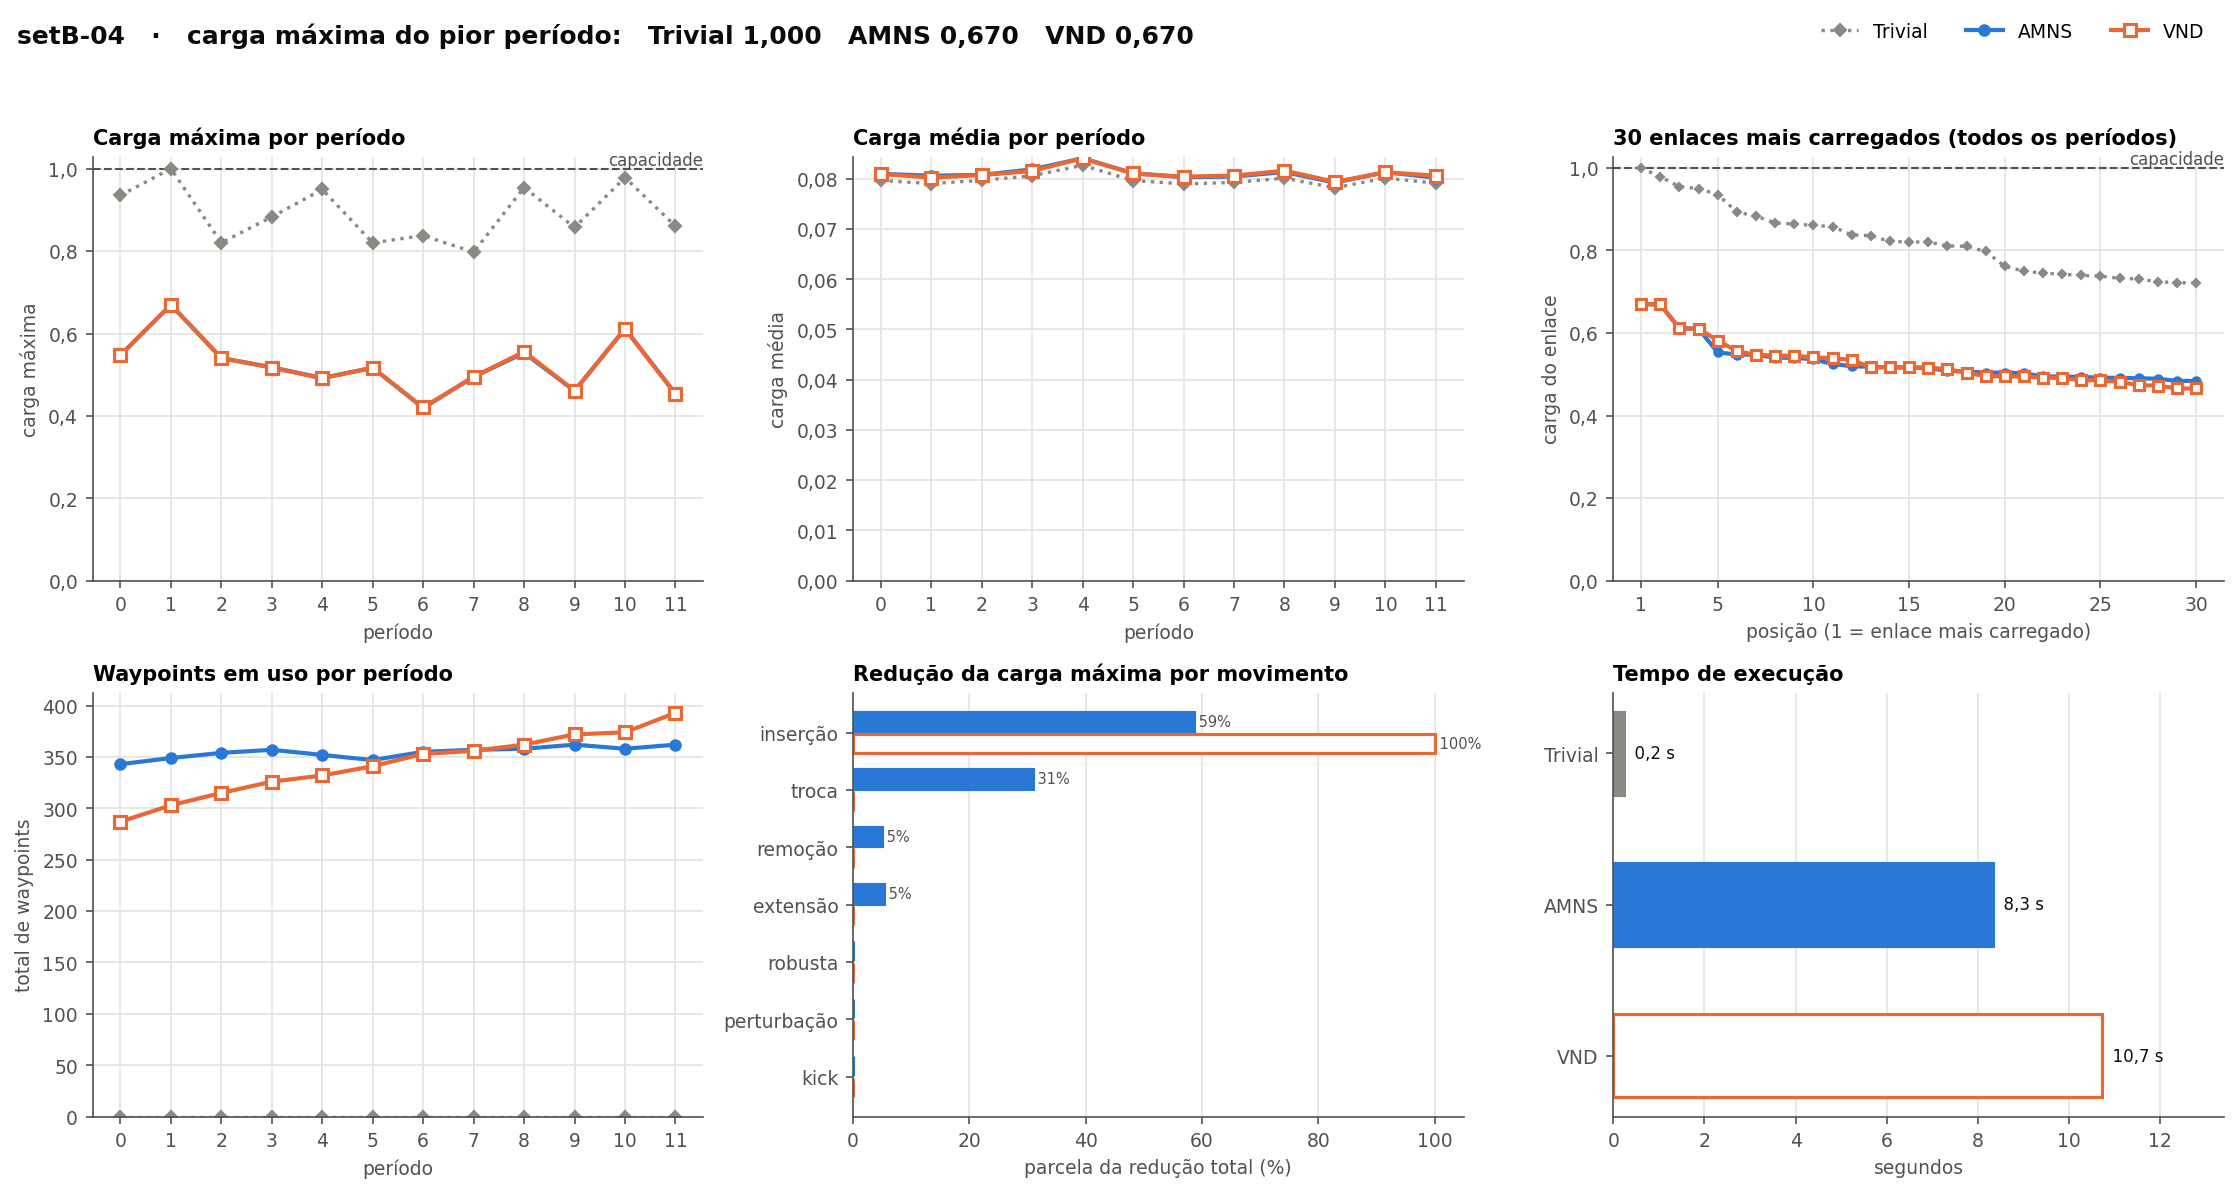 setB-04 · carga máxima do pior período: Trivial 1,000 AMNS 0,670 VND 0,670
Trivial AMNS VND
Carga máxima por período
capacidade
1,0
0,8
0,6
0,4
0,2
0,0
carga máxima
0 1 2 3 4 5 6 7 8 9 10 11
período
Carga média por período
0,08
0,07
0,06
0,05
0,04
0,03
0,02
0,01
0,00
carga média
0 1 2 3 4 5 6 7 8 9 10 11
período
30 enlaces mais carregados (todos os períodos)
capacidade
1,0
0,8
0,6
0,4
0,2
0,0
carga do enlace
1 5 10 15 20 25 30
posição (1 = enlace mais carregado)
Waypoints em uso por período
400
350
300
250
200
150
100
50
0
total de waypoints
0 1 2 3 4 5 6 7 8 9 10 11
período
Redução da carga máxima por movimento
inserção 59%
100%
troca 31%
remoção 5%
extensão 5%
robusta
perturbação
kick
0 20 40 60 80 100
parcela da redução total (%)
Tempo de execução
Trivial 0,2 s
AMNS 8,3 s
VND 10,7 s
0 2 4 6 8 10 12
segundos